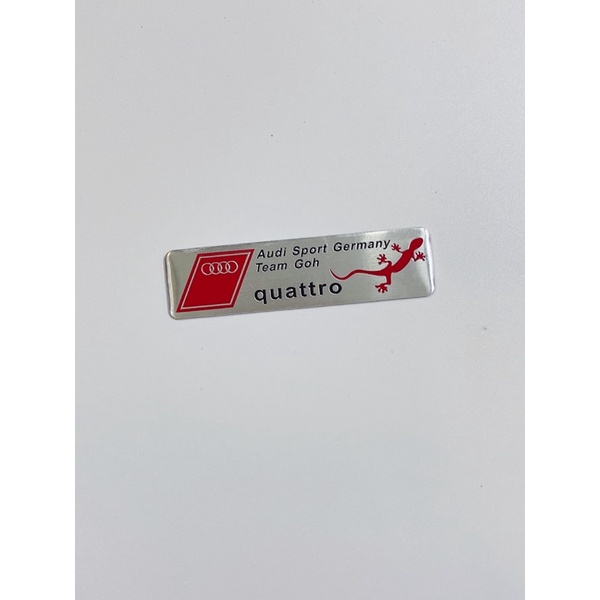 Audi Sport Germany
Team Goh
quattro